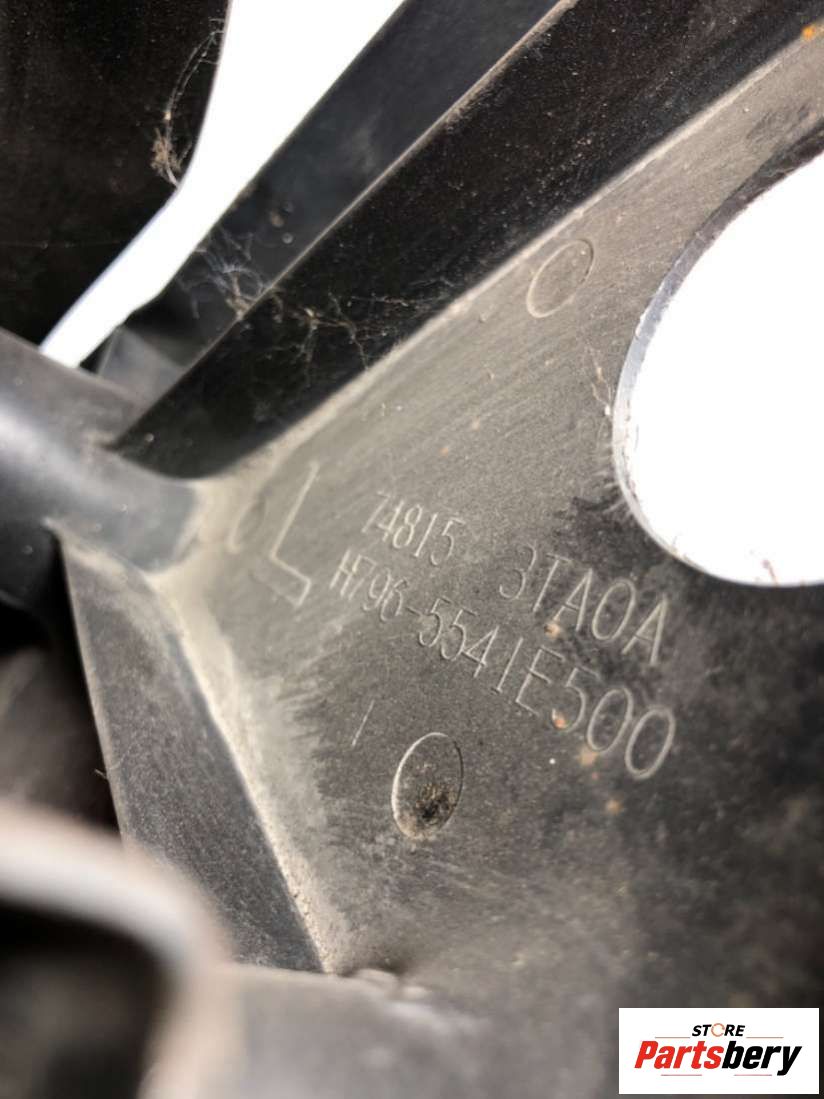 L
74815 3TA0A
H796-5541E500
STORE
Partsbery